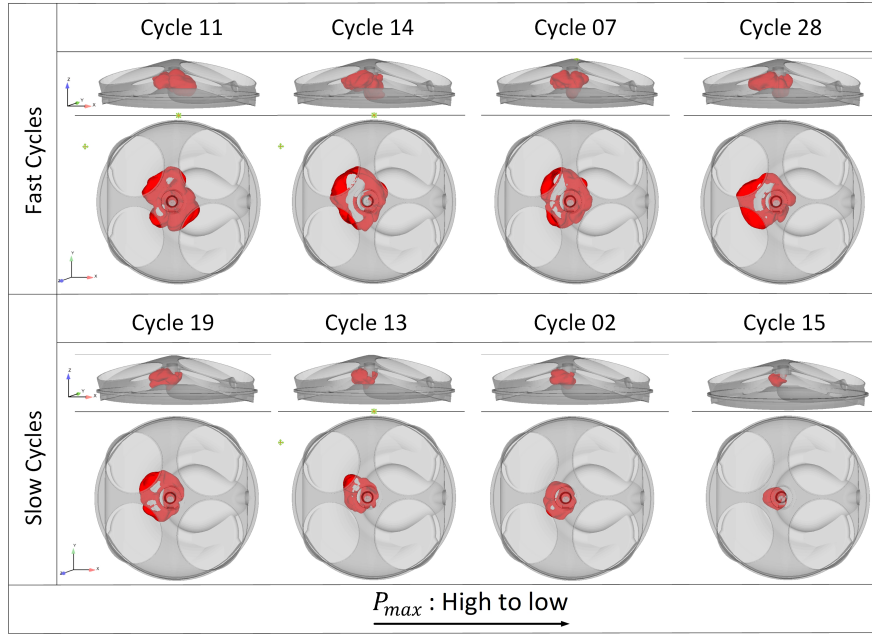 Cycle 11 Cycle 14 Cycle 07 Cycle 28
Fast Cycles
Cycle 19 Cycle 13 Cycle 02 Cycle 15
Slow Cycles
P_max : High to low